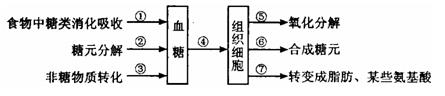 食物中糖类消化吸收 ①
糖元分解 ②
非糖物质转化 ③
血糖
④
组织细胞
⑤ 氧化分解
⑥ 合成糖元
⑦ 转变成脂肪、某些氨基酸